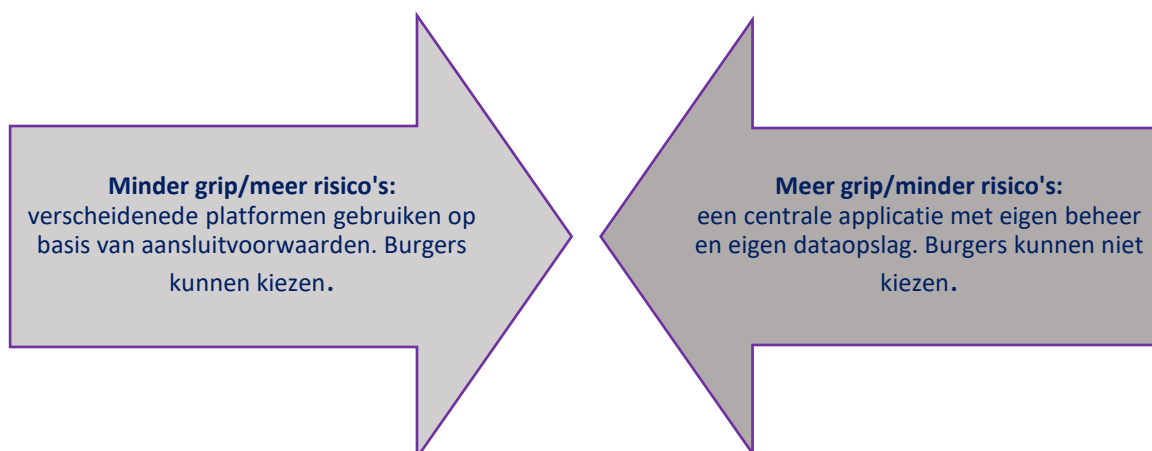 Minder grip/meer risico's:
verscheidenede platformen gebruiken op
basis van aansluitvoorwaarden. Burgers
kunnen kiezen.
Meer grip/minder risico's:
een centrale applicatie met eigen beheer
en eigen dataopslag. Burgers kunnen niet
kiezen.